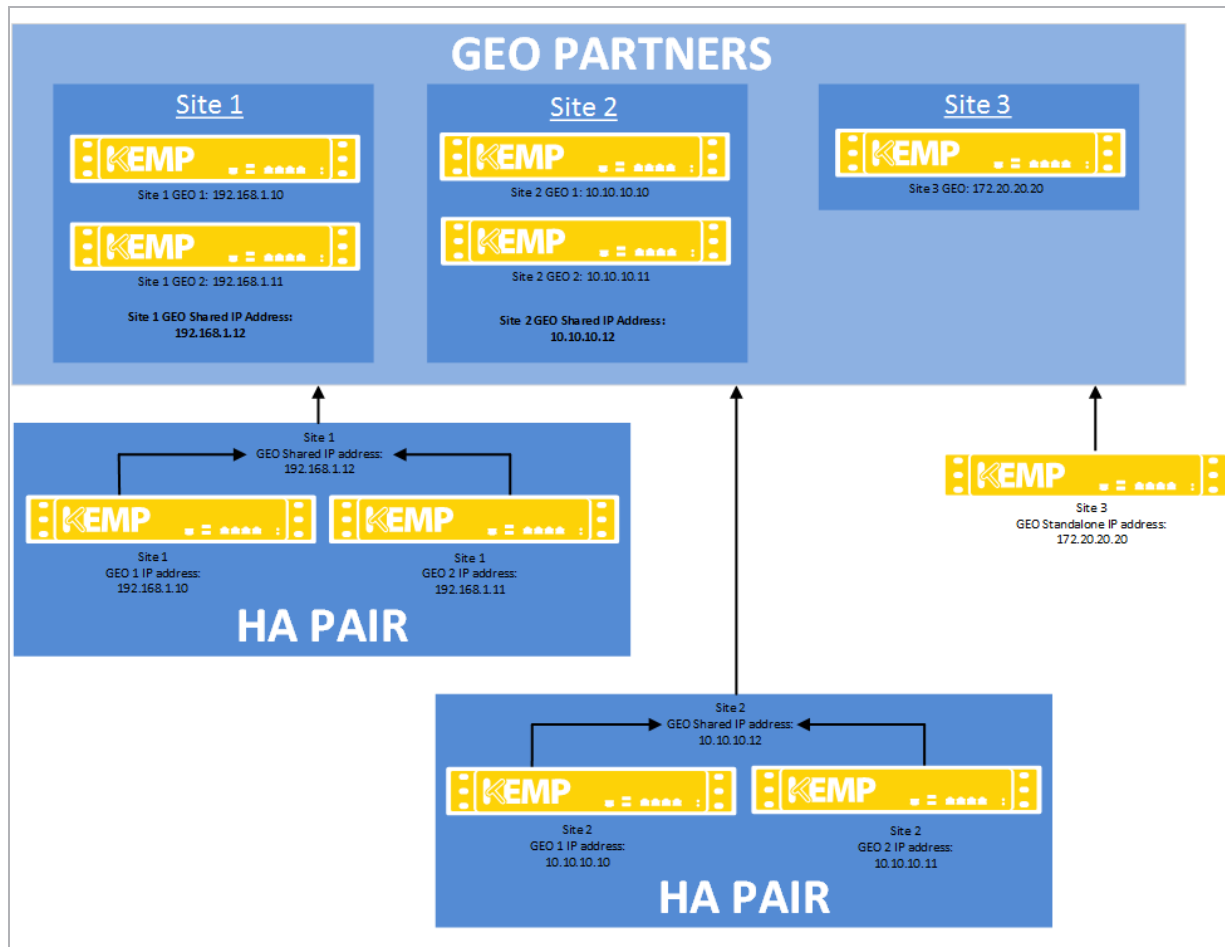 GEO PARTNERS
Site 1
KEMP
Site 1 GEO 1: 192.168.1.10
KEMP
Site 1 GEO 2: 192.168.1.11
Site 1 GEO Shared IP Address:
192.168.1.12
Site 2
KEMP
Site 2 GEO 1: 10.10.10.10
KEMP
Site 2 GEO 2: 10.10.10.11
Site 2 GEO Shared IP Address:
10.10.10.12
Site 3
KEMP
Site 3 GEO: 172.20.20.20
Site 1
GEO Shared IP address:
192.168.1.12
KEMP
Site 1
GEO 1 IP address:
192.168.1.10
KEMP
Site 1
GEO 2 IP address:
192.168.1.11
HA PAIR
KEMP
Site 3
GEO Standalone IP address:
172.20.20.20
Site 2
GEO Shared IP address:
10.10.10.12
KEMP
Site 2
GEO 1 IP address:
10.10.10.10
KEMP
Site 2
GEO 2 IP address:
10.10.10.11
HA PAIR